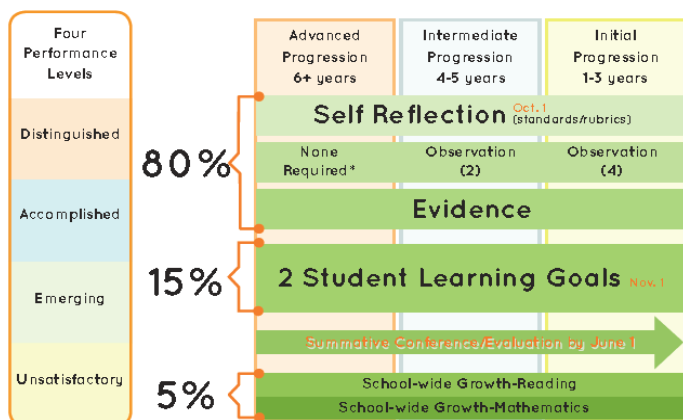 Four
Performance
Levels
Distinguished
Accomplished
Emerging
Unsatisfactory
Advanced
Progression
6+ years
Intermediate
Progression
4-5 years
Initial
Progression
1-3 years
80%
Self Reflection Oct. 1
(standards/rubrics)
None
Required*
Observation
(2)
Observation
(4)
Evidence
15%
2 Student Learning Goals Nov. 1
Summative Conference/Evaluation by June 1
5%
School-wide Growth-Reading
School-wide Growth-Mathematics